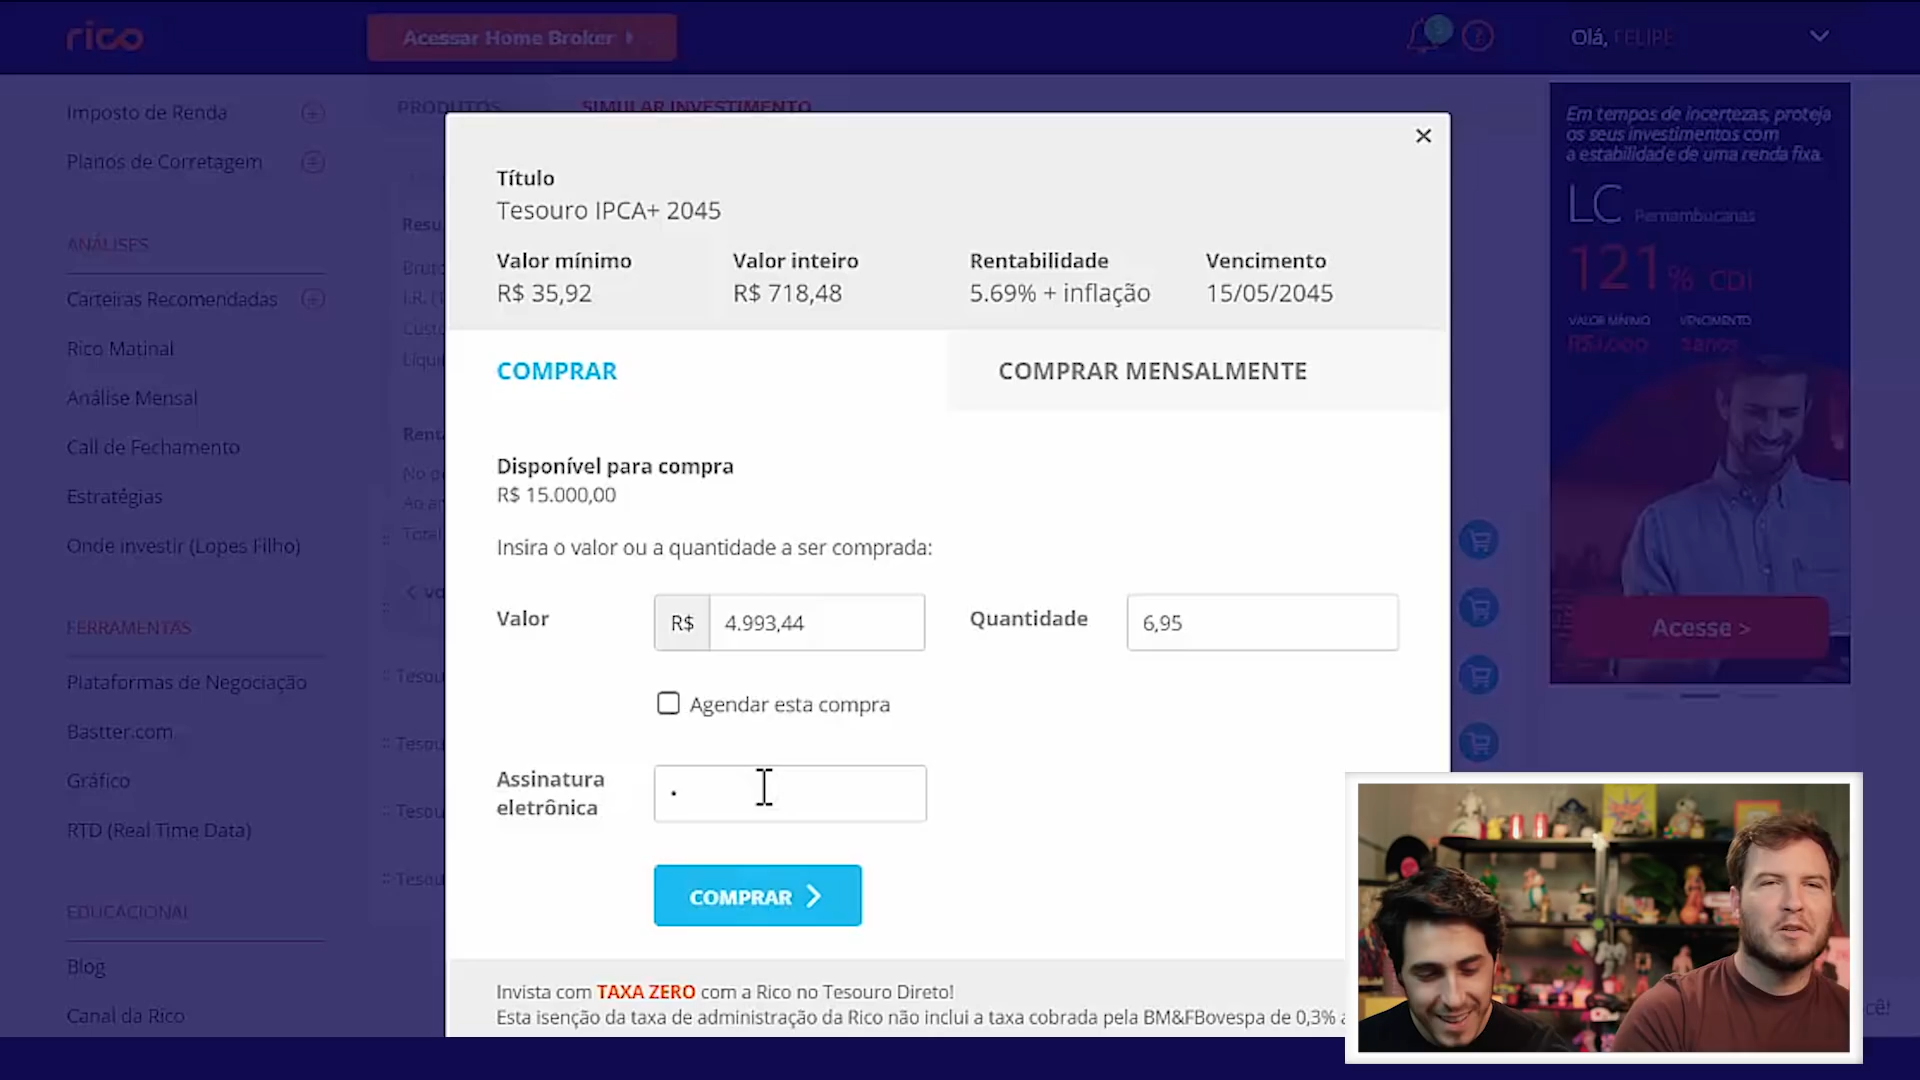 rico
Acessar Home Broker
Olá, FELIPE
Imposto de Renda
Planos de Corretagem
ANÁLISES
Carteiras Recomendadas
Rico Matinal
Análise Mensal
Call de Fechamento
Estratégias
Onde investir (Lopes Filho)
FERRAMENTAS
Plataformas de Negociação
Bastter.com
Gráfico
RTD (Real Time Data)
EDUCACIONAL
Blog
Canal da Rico
PRODUTOS
SIMULAR INVESTIMENTO
Título
Tesouro IPCA+ 2045
Valor mínimo
R$ 35,92
Valor inteiro
R$ 718,48
Rentabilidade
5.69% + inflação
Vencimento
15/05/2045
COMPRAR
COMPRAR MENSALMENTE
Disponível para compra
R$ 15.000,00
Insira o valor ou a quantidade a ser comprada:
Valor
R$ 4.993,44
Quantidade
6,95
Agendar esta compra
Assinatura
eletrônica
COMPRAR
Invista com TAXA ZERO com a Rico no Tesouro Direto!
Esta isenção da taxa de administração da Rico não inclui a taxa cobrada pela BM&FBovespa de 0,3%
Em tempos de incertezas, proteja
os seus investimentos com
a estabilidade de uma renda fixa.
LC Pernambucanas
121% CDI
VALOR MÍNIMO
VENCIMENTO
Acesse >